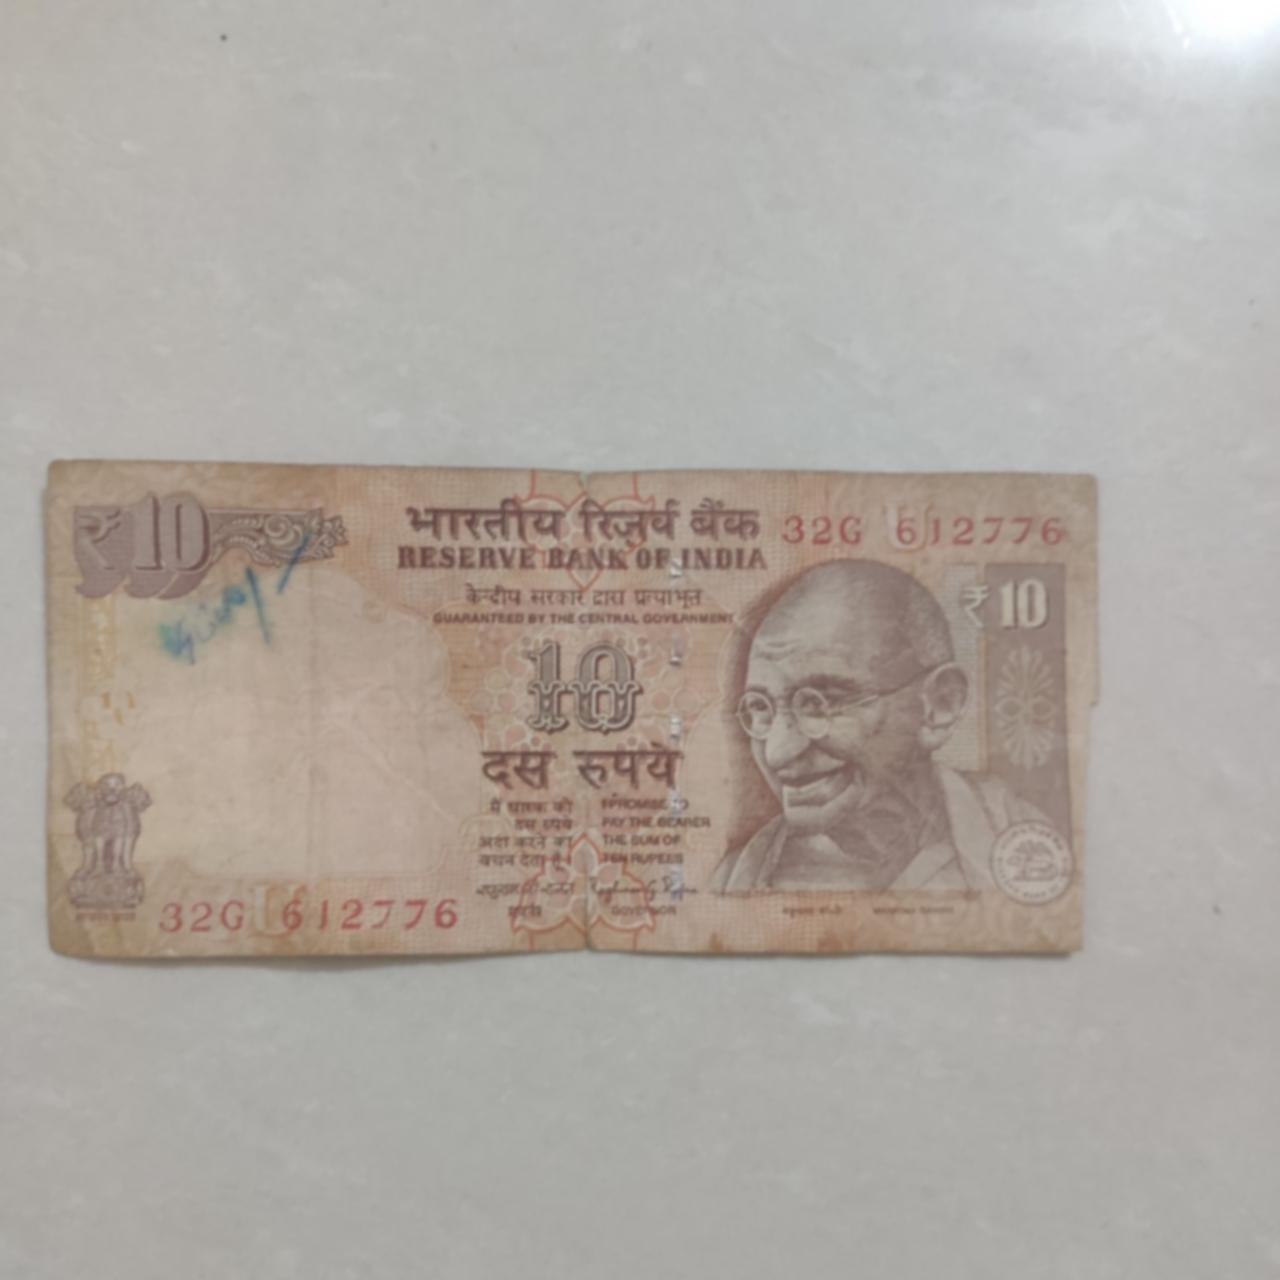 ₹10
भारतीय रिज़र्व बैंक
RESERVE BANK OF INDIA
32G 612776
केन्द्रीय सरकार द्वारा प्रत्याभूत
GUARANTEED BY THE CENTRAL GOVERNMENT
₹ 10
10
दस रुपये
मैं धारक को
दस रुपये
अदा करने का
वचन देता हूँ।
I PROMISE TO
PAY THE BEARER
THE SUM OF
TEN RUPEES
गवर्नर
GOVERNOR
32G 612776